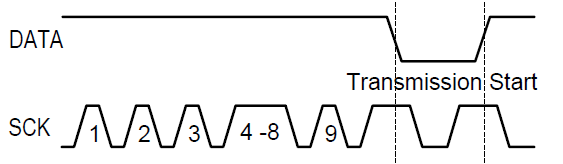 DATA
Transmission Start
SCK 1 2 3 4 -8 9